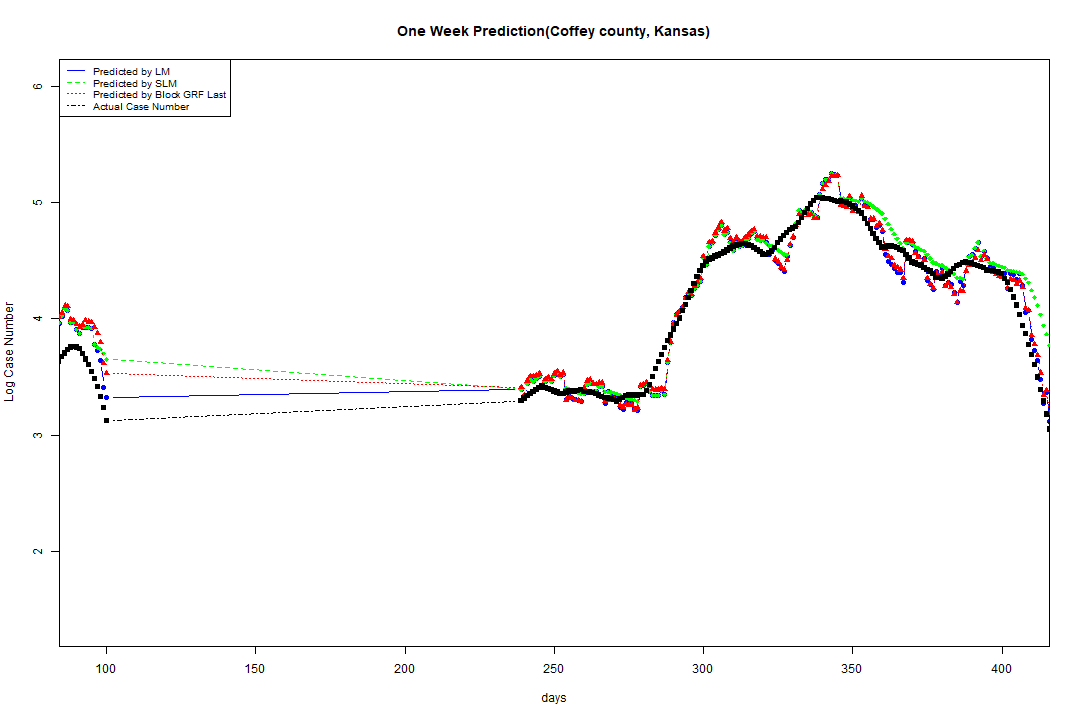 One Week Prediction(Coffey county, Kansas)
Predicted by LM
Predicted by SLM
Predicted by Block GRF Last
Actual Case Number
Log Case Number
6
5
4
3
2
100 150 200 250 300 350 400
days